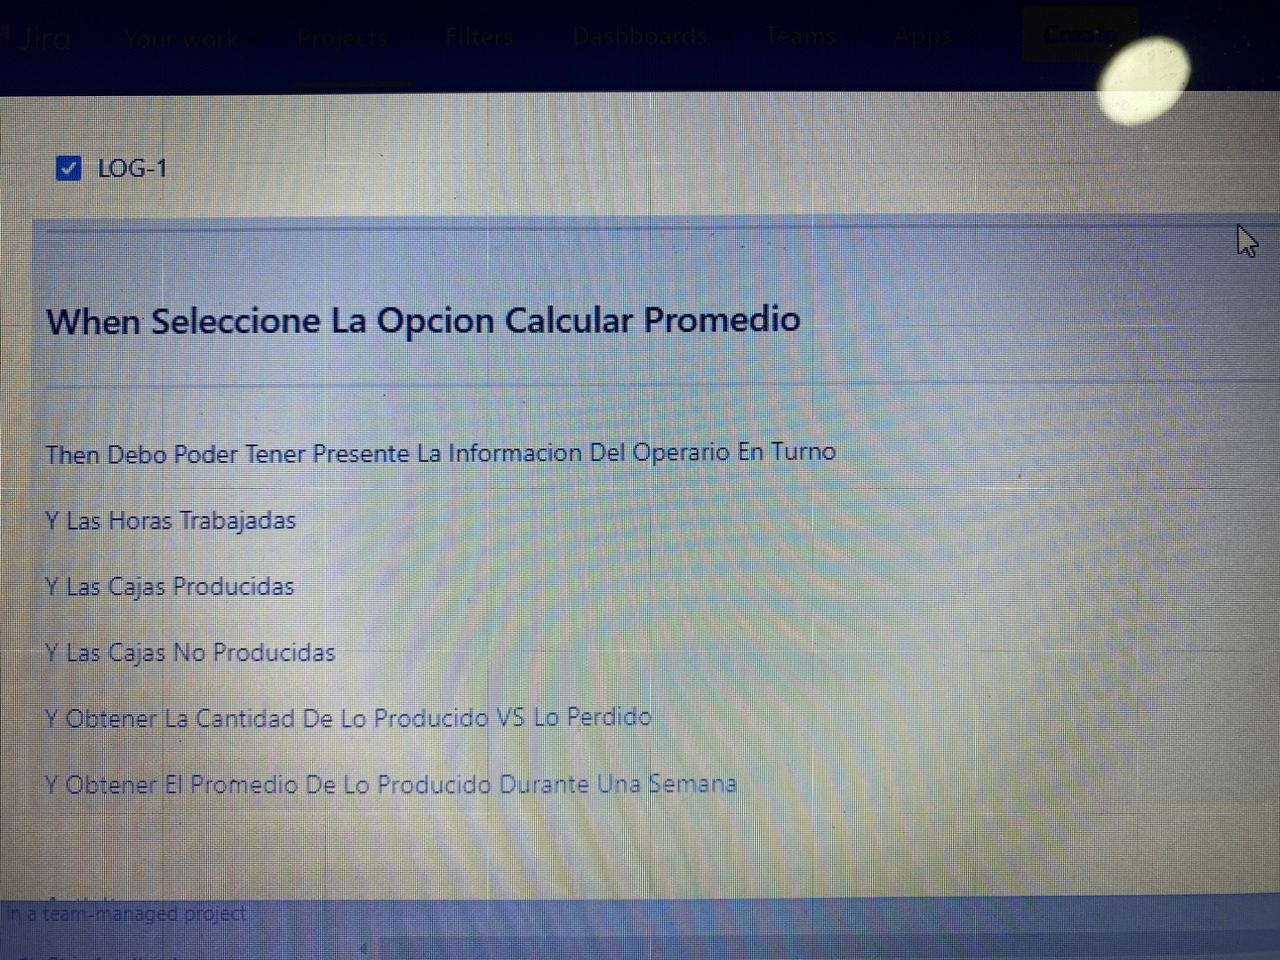 Jira Your work Projects Filters Dashboards Teams Apps Create
LOG-1
When Seleccione La Opcion Calcular Promedio
Then Debo Poder Tener Presente La Informacion Del Operario En Turno
Y Las Horas Trabajadas
Y Las Cajas Producidas
Y Las Cajas No Producidas
Y Obtener La Cantidad De Lo Producido VS Lo Perdido
Y Obtener El Promedio De Lo Producido Durante Una Semana
in a team-managed project